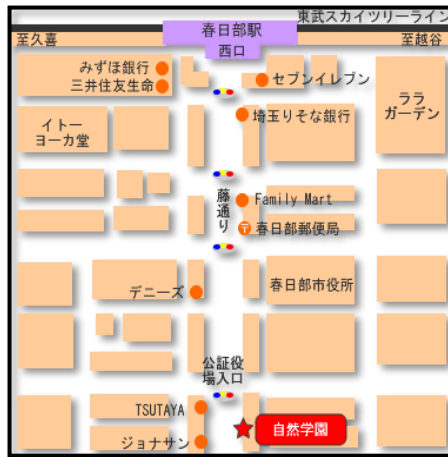 東武スカイツリーライン
春日部駅
西口
至久喜
至越谷
みずほ銀行
三井住友生命
セブンイレブン
ララ
ガーデン
イトー
ヨーカ堂
埼玉りそな銀行
藤通り
Family Mart
〒 春日部郵便局
デニーズ
春日部市役所
公証役
場入口
TSUTAYA
自然学園
ジョナサン